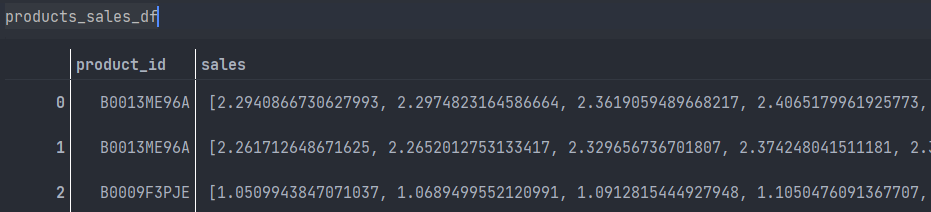 products_sales_df
product_id sales
0 B0013ME96A [2.2940866730627993, 2.2974823164586664, 2.3619059489668217, 2.4065179961925773,
1 B0013ME96A [2.261712648671625, 2.2652012753133417, 2.329656736701807, 2.374248041511181, 2.3
2 B0009F3PJE [1.0509943847071037, 1.0689499552120991, 1.0912815444927948, 1.1050476091367707,